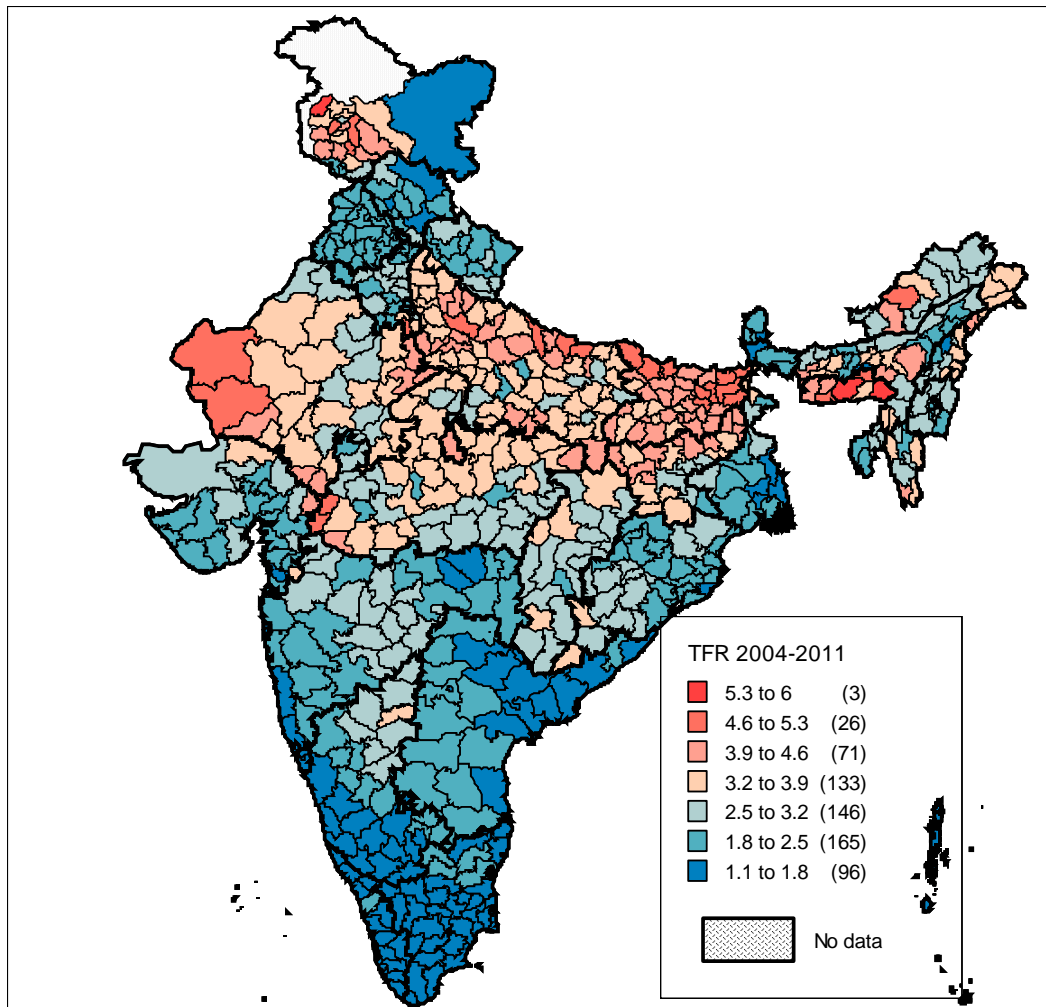 TFR 2004-2011
5.3 to 6 (3)
4.6 to 5.3 (26)
3.9 to 4.6 (71)
3.2 to 3.9 (133)
2.5 to 3.2 (146)
1.8 to 2.5 (165)
1.1 to 1.8 (96)
No data